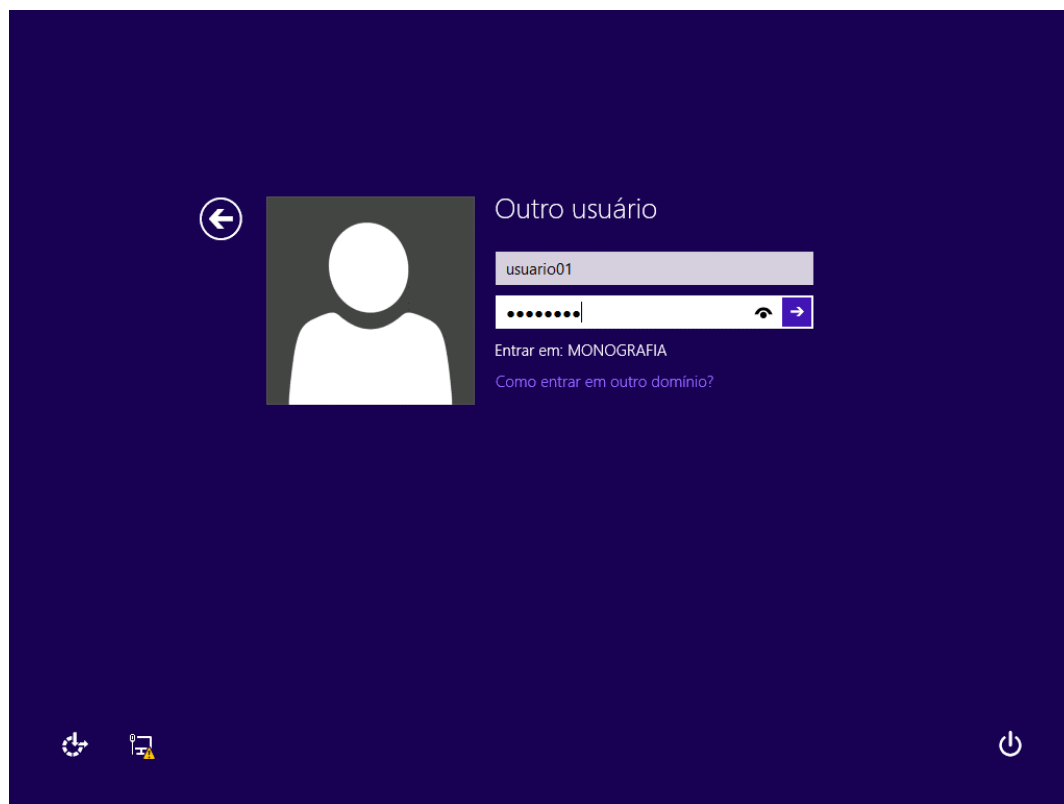 Outro usuário
usuario01
••••••••
Entrar em: MONOGRAFIA
Como entrar em outro domínio?